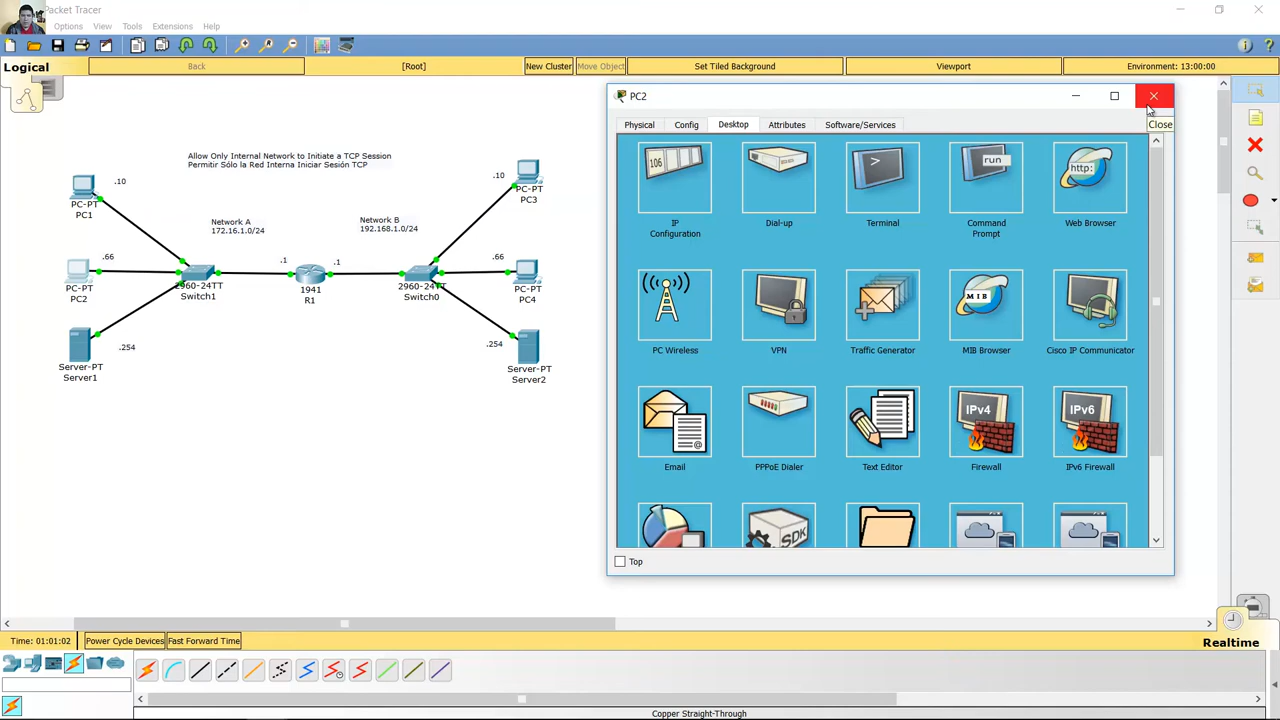 Packet Tracer
Options View Tools Extensions Help
Logical Back [Root] New Cluster Move Object Set Tiled Background Viewport Environment: 13:00:00
Allow Only Internal Network to Initiate a TCP Session
Permitir Sólo la Red Interna Iniciar Sesión TCP
.10
PC-PT
PC1
Network A
172.16.1.0/24
Network B
192.168.1.0/24
.10
PC-PT
PC3
.66
PC-PT
PC2
2960-24TT
Switch1
.1
1941
R1
.1
2960-24TT
Switch0
.66
PC-PT
PC4
.254
Server-PT
Server1
.254
Server-PT
Server2
PC2
Close
Physical Config Desktop Attributes Software/Services
106
>
run
http:
IP
Configuration
Dial-up
Terminal
Command
Prompt
Web Browser
MIB
PC Wireless
VPN
Traffic Generator
MIB Browser
Cisco IP Communicator
@
IPv4
IPv6
Email
PPPoE Dialer
Text Editor
Firewall
IPv6 Firewall
SDK
Top
Time: 01:01:02 Power Cycle Devices Fast Forward Time
Realtime
Copper Straight-Through